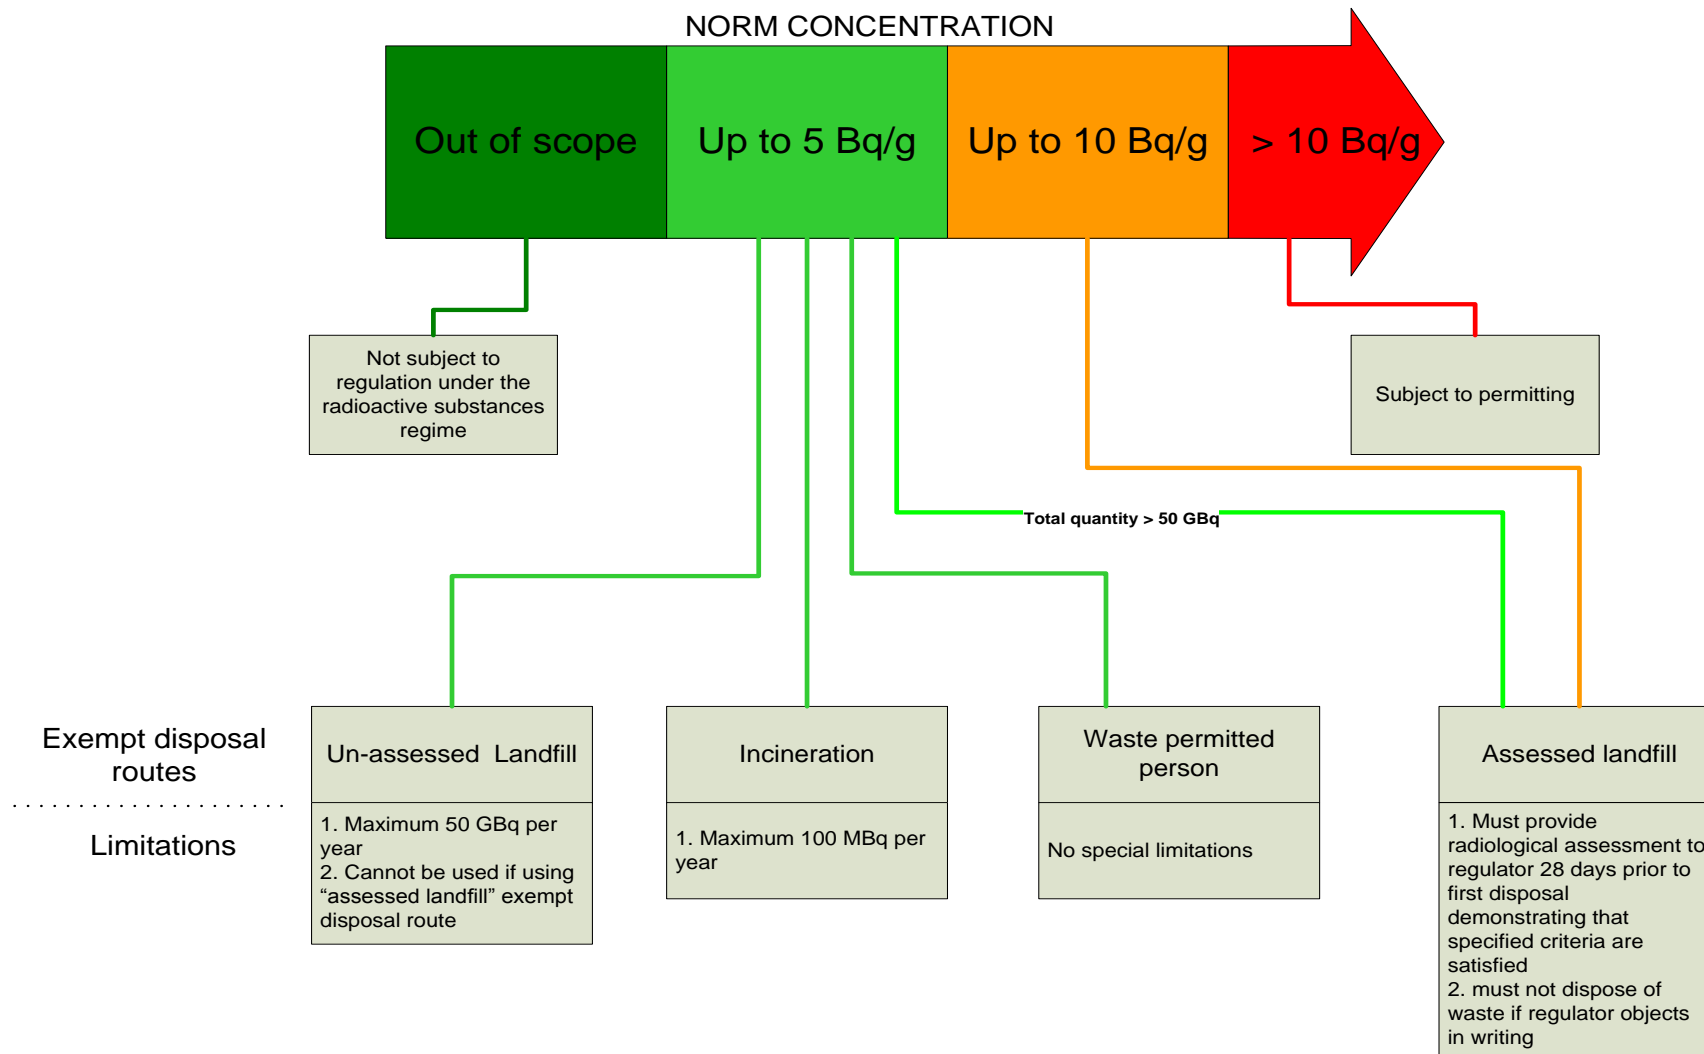 NORM CONCENTRATION
Out of scope
Up to 5 Bq/g
Up to 10 Bq/g
> 10 Bq/g
Not subject to
regulation under the
radioactive substances
regime
Subject to permitting
Total quantity > 50 GBq
Exempt disposal
routes
Un-assessed Landfill
Incineration
Waste permitted
person
Assessed landfill
Limitations
1. Maximum 50 GBq per
year
2. Cannot be used if using
“assessed landfill” exempt
disposal route
1. Maximum 100 MBq per
year
No special limitations
1. Must provide
radiological assessment to
regulator 28 days prior to
first disposal
demonstrating that
specified criteria are
satisfied
2. must not dispose of
waste if regulator objects
in writing